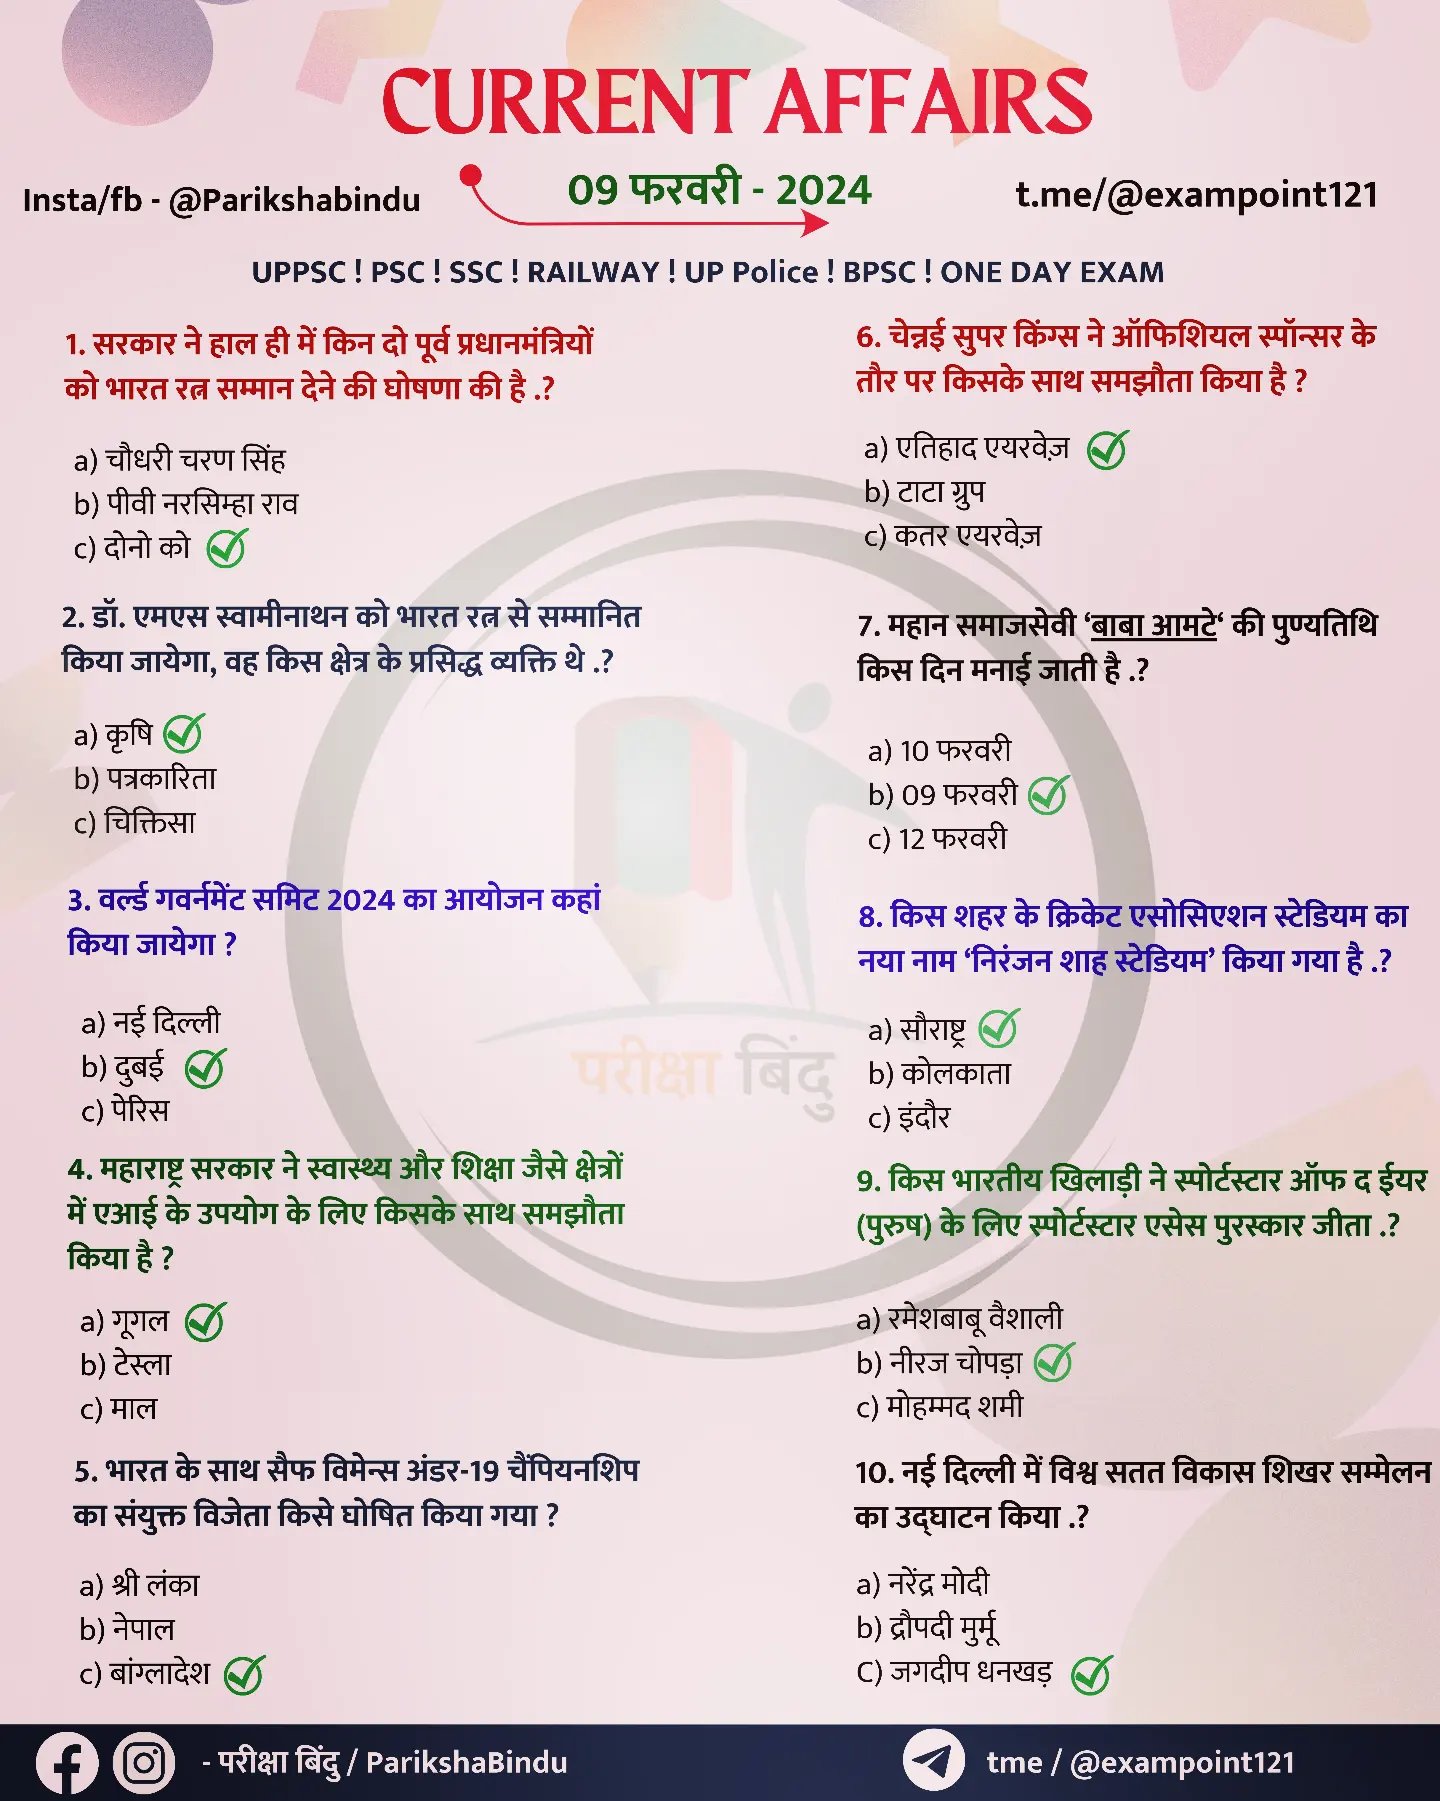 CURRENT AFFAIRS
Insta/fb - @Parikshabindu
09 फरवरी - 2024
t.me/@exampoint121
UPPSC ! PSC ! SSC ! RAILWAY ! UP Police ! BPSC ! ONE DAY EXAM
1. सरकार ने हाल ही में किन दो पूर्व प्रधानमंत्रियों
को भारत रत्न सम्मान देने की घोषणा की है .?
a) चौधरी चरण सिंह
b) पीवी नरसिम्हा राव
c) दोनो को
2. डॉ. एमएस स्वामीनाथन को भारत रत्न से सम्मानित
किया जायेगा, वह किस क्षेत्र के प्रसिद्ध व्यक्ति थे .?
a) कृषि
b) पत्रकारिता
c) चिक्तिसा
3. वर्ल्ड गवर्नमेंट समिट 2024 का आयोजन कहां
किया जायेगा ?
a) नई दिल्ली
b) दुबई
c) पेरिस
4. महाराष्ट्र सरकार ने स्वास्थ्य और शिक्षा जैसे क्षेत्रों
में एआई के उपयोग के लिए किसके साथ समझौता
किया है ?
a) गूगल
b) टेस्ला
c) माल
5. भारत के साथ सैफ विमेन्स अंडर-19 चैंपियनशिप
का संयुक्त विजेता किसे घोषित किया गया ?
a) श्री लंका
b) नेपाल
c) बांग्लादेश
6. चेन्नई सुपर किंग्स ने ऑफिशियल स्पॉन्सर के
तौर पर किसके साथ समझौता किया है ?
a) एतिहाद एयरवेज़
b) टाटा ग्रुप
c) कतर एयरवेज़
7. महान समाजसेवी ‘बाबा आमटे‘ की पुण्यतिथि
किस दिन मनाई जाती है .?
a) 10 फरवरी
b) 09 फरवरी
c) 12 फरवरी
8. किस शहर के क्रिकेट एसोसिएशन स्टेडियम का
नया नाम ‘निरंजन शाह स्टेडियम’ किया गया है .?
a) सौराष्ट्र
b) कोलकाता
c) इंदौर
9. किस भारतीय खिलाड़ी ने स्पोर्टस्टार ऑफ द ईयर
(पुरुष) के लिए स्पोर्टस्टार एसेस पुरस्कार जीता .?
a) रमेशबाबू वैशाली
b) नीरज चोपड़ा
c) मोहम्मद शमी
10. नई दिल्ली में विश्व सतत विकास शिखर सम्मेलन
का उद्घाटन किया .?
a) नरेंद्र मोदी
b) द्रौपदी मुर्मू
C) जगदीप धनखड़
परीक्षा बिंदु
- परीक्षा बिंदु / ParikshaBindu
tme / @exampoint121